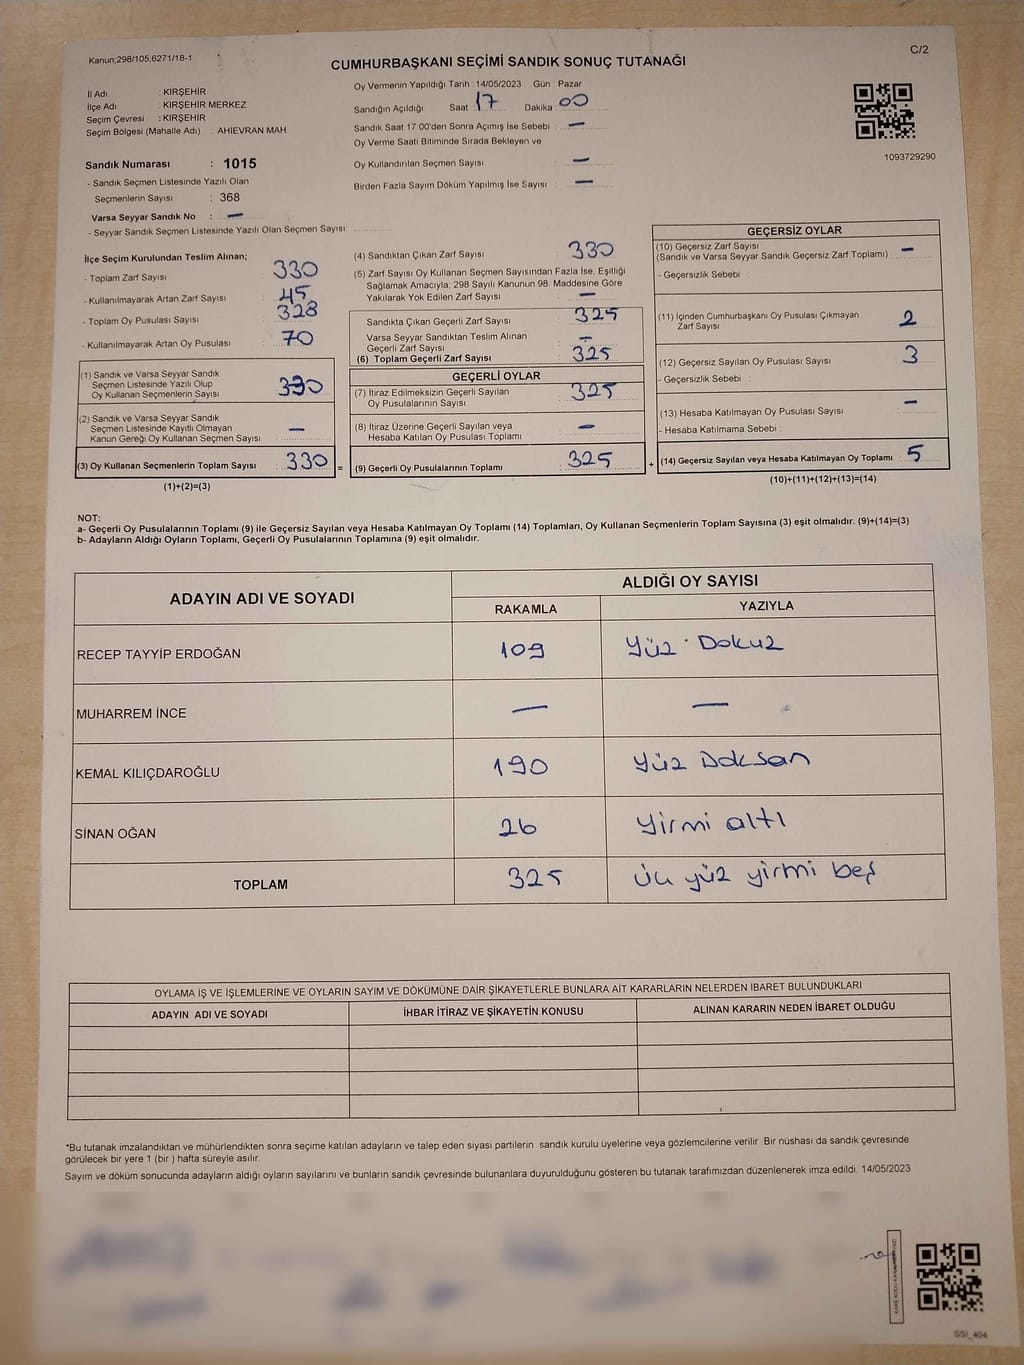 Kanun;298/105;6271/18-1
C/2
CUMHURBAŞKANI SEÇİMİ SANDIK SONUÇ TUTANAĞI
İl Adı : KIRŞEHİR
İlçe Adı : KIRŞEHİR MERKEZ
Seçim Çevresi : KIRŞEHİR
Seçim Bölgesi (Mahalle Adı) : AHİEVRAN MAH.
Sandık Numarası : 1015
- Sandık Seçmen Listesinde Yazılı Olan
Seçmenlerin Sayısı : 368
Varsa Seyyar Sandık No : —
- Seyyar Sandık Seçmen Listesinde Yazılı Olan Seçmen Sayısı:
Oy Vermenin Yapıldığı Tarih : 14/05/2023 Gün : Pazar
Sandığın Açıldığı Saat 17 Dakika : 00
Sandık Saat 17:00'den Sonra Açımış İse Sebebi : —
Oy Verme Saati Bitiminde Sırada Bekleyen ve
Oy Kullandırılan Seçmen Sayısı : —
Birden Fazla Sayım Döküm Yapılmış İse Sayısı : —
1093729290
İlçe Seçim Kurulundan Teslim Alınan;
- Toplam Zarf Sayısı : 330
- Kullanılmayarak Artan Zarf Sayısı : 45
- Toplam Oy Pusulası Sayısı : 328
- Kullanılmayarak Artan Oy Pusulası : 70
(1) Sandık ve Varsa Seyyar Sandık
Seçmen Listesinde Yazılı Olup
Oy Kullanan Seçmenlerin Sayısı : 330
(2) Sandık ve Varsa Seyyar Sandık
Seçmen Listesinde Kayıtlı Olmayan
Kanun Gereği Oy Kullanan Seçmen Sayısı : —
(3) Oy Kullanan Seçmenlerin Toplam Sayısı : 330 =
(1)+(2)=(3)
(4) Sandıktan Çıkan Zarf Sayısı : 330
(5) Zarf Sayısı Oy Kullanan Seçmen Sayısından Fazla İse, Eşitliği
Sağlamak Amacıyla; 298 Sayılı Kanunun 98. Maddesine Göre
Yakılarak Yok Edilen Zarf Sayısı : —
Sandıkta Çıkan Geçerli Zarf Sayısı : 325
Varsa Seyyar Sandıktan Teslim Alınan
Geçerli Zarf Sayısı : —
(6) Toplam Geçerli Zarf Sayısı : 325
GEÇERLİ OYLAR
(7) İtiraz Edilmeksizin Geçerli Sayılan
Oy Pusulalarının Sayısı : 325
(8) İtiraz Üzerine Geçerli Sayılan veya
Hesaba Katılan Oy Pusulası Toplamı : —
(9) Geçerli Oy Pusulalarının Toplamı : 325 +
GEÇERSİZ OYLAR
(10) Geçersiz Zarf Sayısı
(Sandık ve Varsa Seyyar Sandık Geçersiz Zarf Toplamı) : —
- Geçersizlik Sebebi :
(11) İçinden Cumhurbaşkanı Oy Pusulası Çıkmayan
Zarf Sayısı : 2
(12) Geçersiz Sayılan Oy Pusulası Sayısı : 3
- Geçersizlik Sebebi :
(13) Hesaba Katılmayan Oy Pusulası Sayısı : —
- Hesaba Katılmama Sebebi :
(14) Geçersiz Sayılan veya Hesaba Katılmayan Oy Toplamı : 5
(10)+(11)+(12)+(13)=(14)
NOT:
a- Geçerli Oy Pusulalarının Toplamı (9) ile Geçersiz Sayılan veya Hesaba Katılmayan Oy Toplamı (14) Toplamları, Oy Kullanan Seçmenlerin Toplam Sayısına (3) eşit olmalıdır. (9)+(14)=(3)
b- Adayların Aldığı Oyların Toplamı, Geçerli Oy Pusulalarının Toplamına (9) eşit olmalıdır.
ADAYIN ADI VE SOYADI ALDIĞI OY SAYISI
RAKAMLA YAZIYLA
RECEP TAYYİP ERDOĞAN 109 Yüz Dokuz
MUHARREM İNCE — —
KEMAL KILIÇDAROĞLU 190 Yüz Doksan
SİNAN OĞAN 26 Yirmi altı
TOPLAM 325 Üç yüz yirmi beş
OYLAMA İŞ VE İŞLEMLERİNE VE OYLARIN SAYIM VE DÖKÜMÜNE DAİR ŞİKAYETLERLE BUNLARA AİT KARARLARIN NELERDEN İBARET BULUNDUKLARI
ADAYIN ADI VE SOYADI İHBAR İTİRAZ VE ŞİKAYETİN KONUSU ALINAN KARARIN NEDEN İBARET OLDUĞU
*Bu tutanak imzalandıktan ve mühürlendikten sonra seçime katılan adayların ve talep eden siyasi partilerin sandık kurulu üyelerine veya gözlemcilerine verilir. Bir nüshası da sandık çevresinde
görülecek bir yere 1 (bir ) hafta süreyle asılır.
Sayım ve döküm sonucunda adayların aldığı oyların sayılarını ve bunların sandık çevresinde bulunanlara duyurulduğunu gösteren bu tutanak tarafımızdan düzenlenerek imza edildi. 14/05/2023
SSI_404